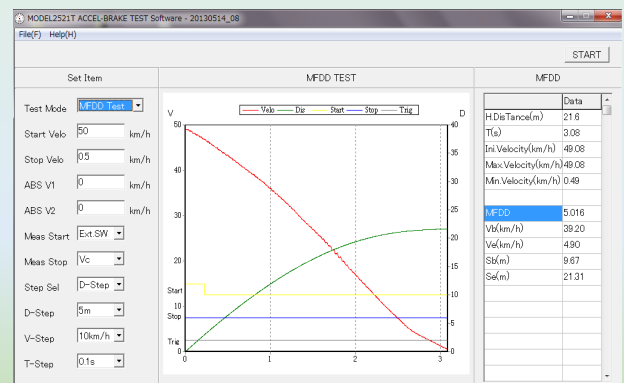 MODEL2521T ACCEL-BRAKE TEST Software - 20130514_08
File(F) Help(H)
START
Set Item
MFDD TEST
MFDD
Test Mode MFDD Test
Start Velo 50 km/h
Stop Velo 0.5 km/h
ABS V1 0 km/h
ABS V2 0 km/h
Meas Start Ext.SW
Meas Stop Vc
Step Sel D-Step
D-Step 5m
V-Step 10km/h
T-Step 0.1s
V Velo Dis Start Stop Trig D
50 40
40 35
30
30 25
20
20 15
Start
10 10
Stop 5
Trig
0 0
0 1 2 3
Data
H.DisTance(m) 21.6
T(s) 3.08
Ini.Velocity(km/h) 49.08
Max.Velocity(km/h) 49.08
Min.Velocity(km/h) 0.49
MFDD 5.016
Vb(km/h) 39.20
Ve(km/h) 4.90
Sb(m) 9.67
Se(m) 21.31